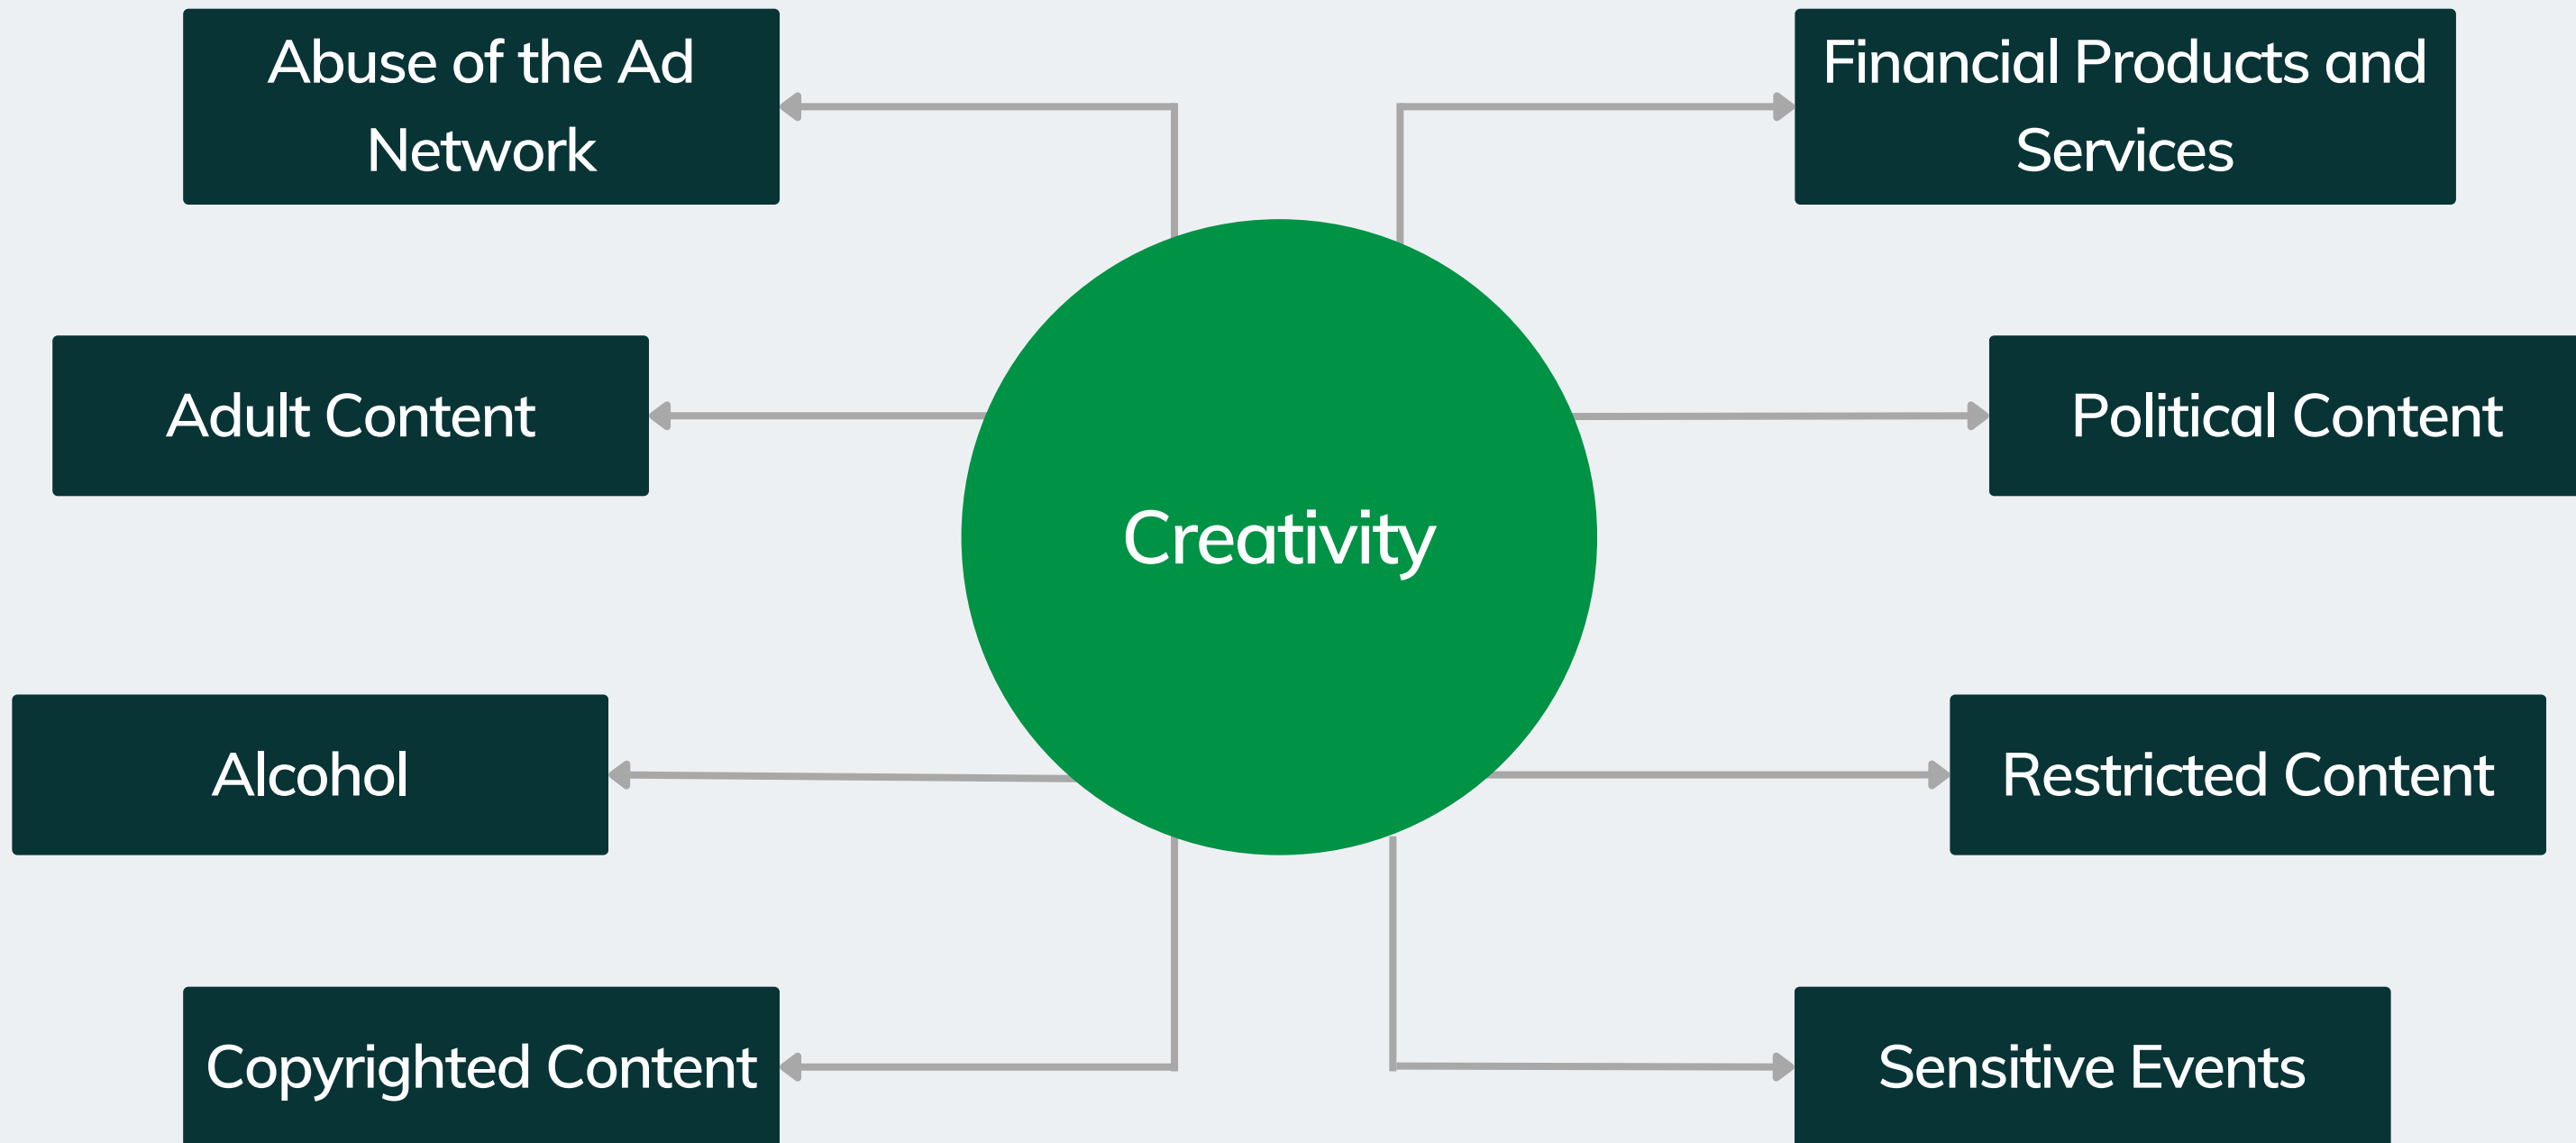 Abuse of the Ad
Network
Financial Products and
Services
Adult Content
Political Content
Creativity
Alcohol
Restricted Content
Copyrighted Content
Sensitive Events